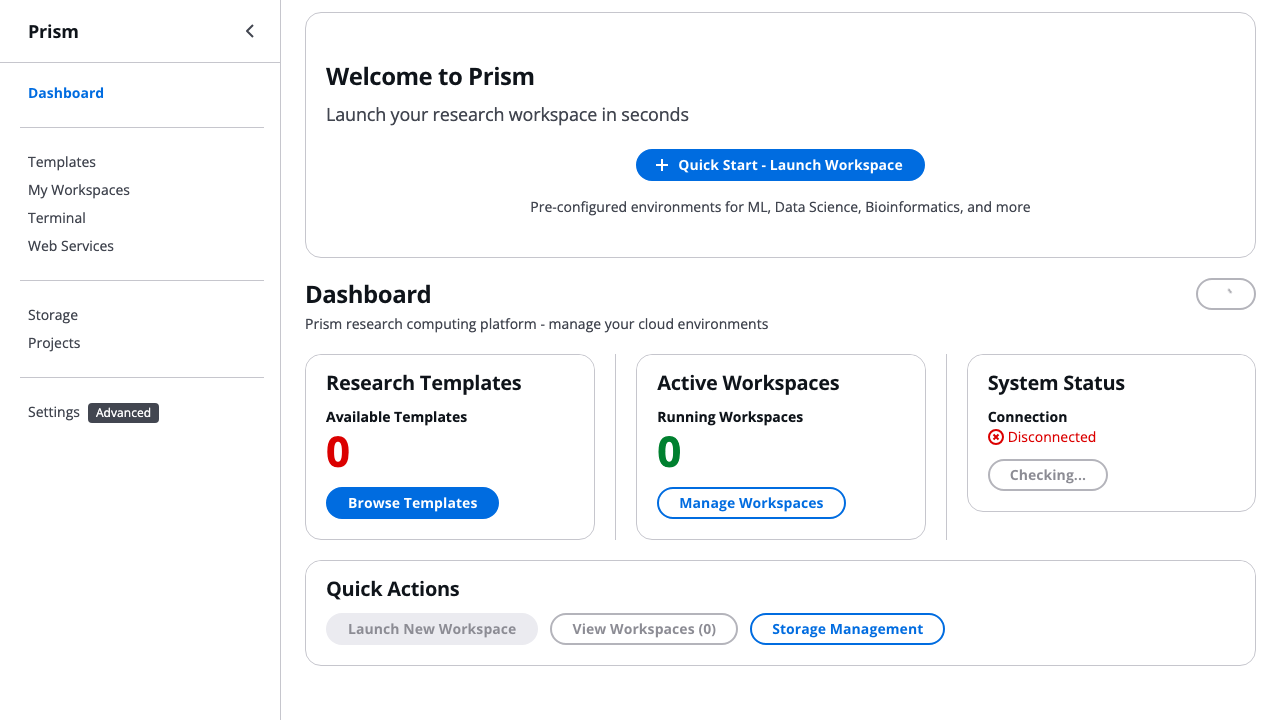 Prism
Dashboard
Templates
My Workspaces
Terminal
Web Services
Storage
Projects
Settings
Advanced
Welcome to Prism
Launch your research workspace in seconds
Quick Start - Launch Workspace
Pre-configured environments for ML, Data Science, Bioinformatics, and more
Dashboard
Prism research computing platform - manage your cloud environments
Research Templates
Available Templates
0
Browse Templates
Active Workspaces
Running Workspaces
0
Manage Workspaces
System Status
Connection
Disconnected
Checking...
Quick Actions
Launch New Workspace
View Workspaces (0)
Storage Management